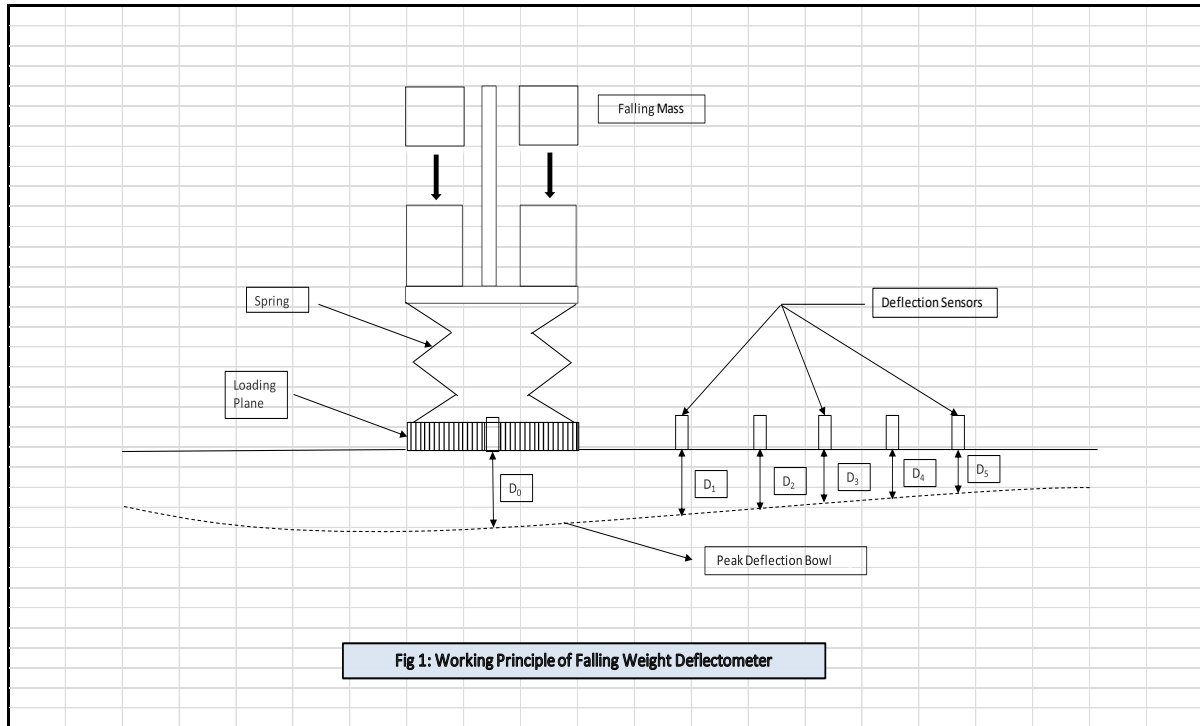 Falling Mass
Spring
Deflection Sensors
Loading
Plane
D₀
D₁
D₂
D₃
D₄
D₅
Peak Deflection Bowl
Fig 1: Working Principle of Falling Weight Deflectometer